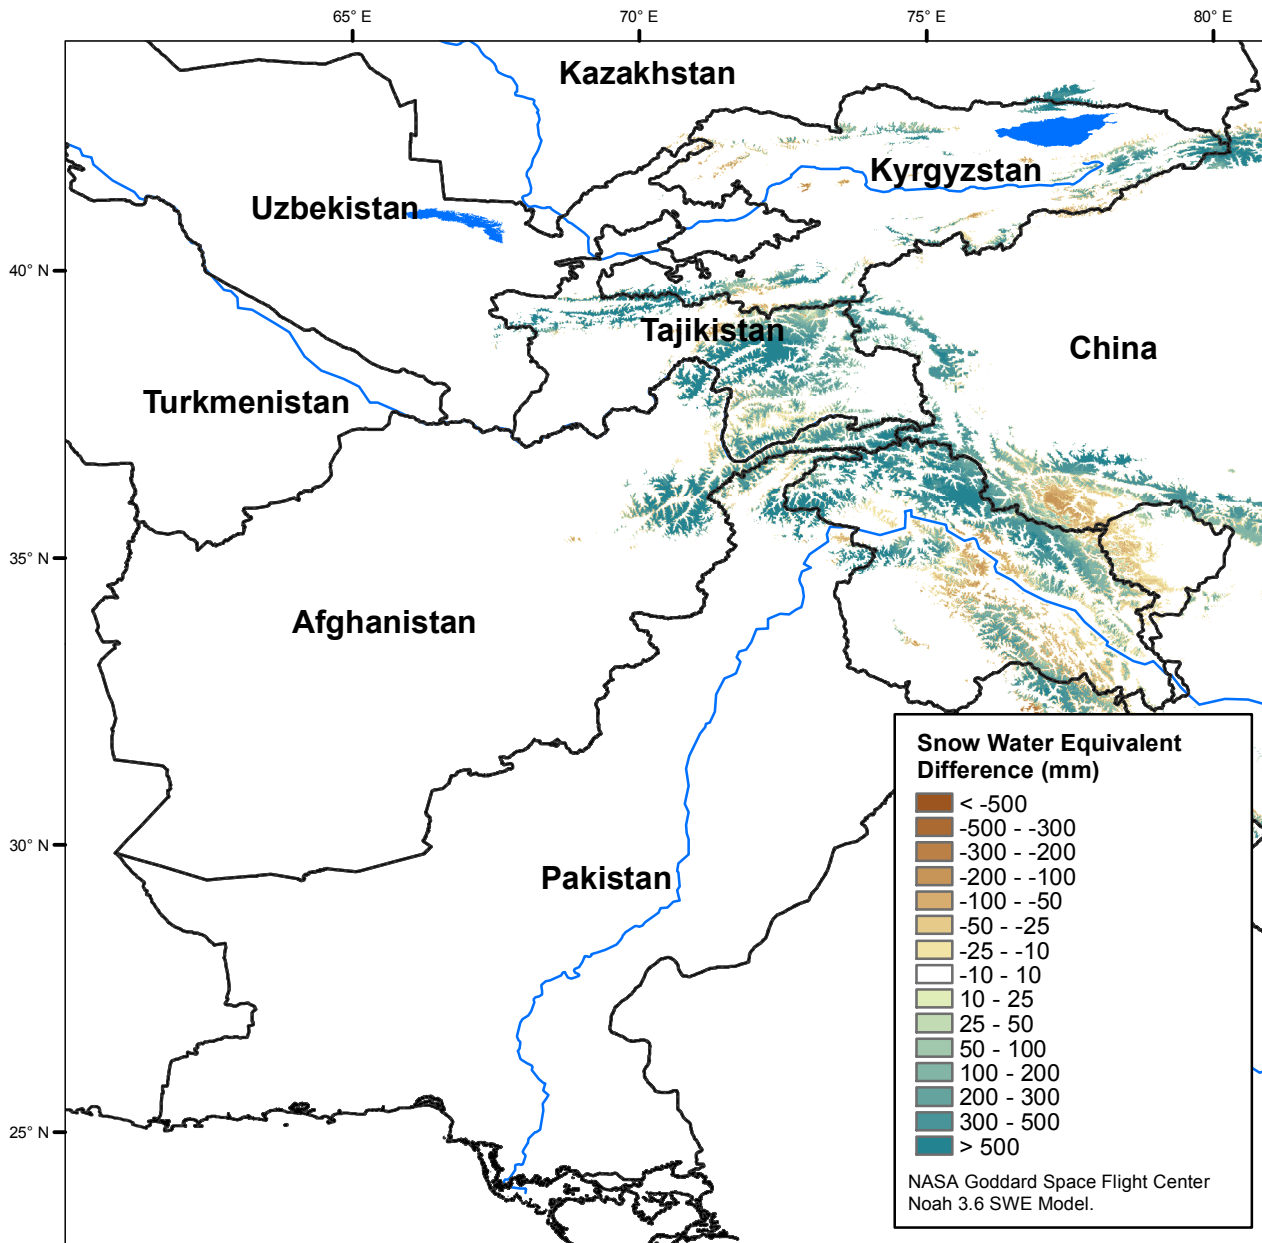 65° E
70° E
75° E
80° E
Kazakhstan
Kyrgyzstan
Uzbekistan
40° N
Tajikistan
China
Turkmenistan
35° N
Afghanistan
Snow Water Equivalent
Difference (mm)
< -500
-500 - -300
-300 - -200
-200 - -100
-100 - -50
-50 - -25
-25 - -10
-10 - 10
10 - 25
25 - 50
50 - 100
100 - 200
200 - 300
300 - 500
> 500
NASA Goddard Space Flight Center
Noah 3.6 SWE Model.
30° N
Pakistan
25° N